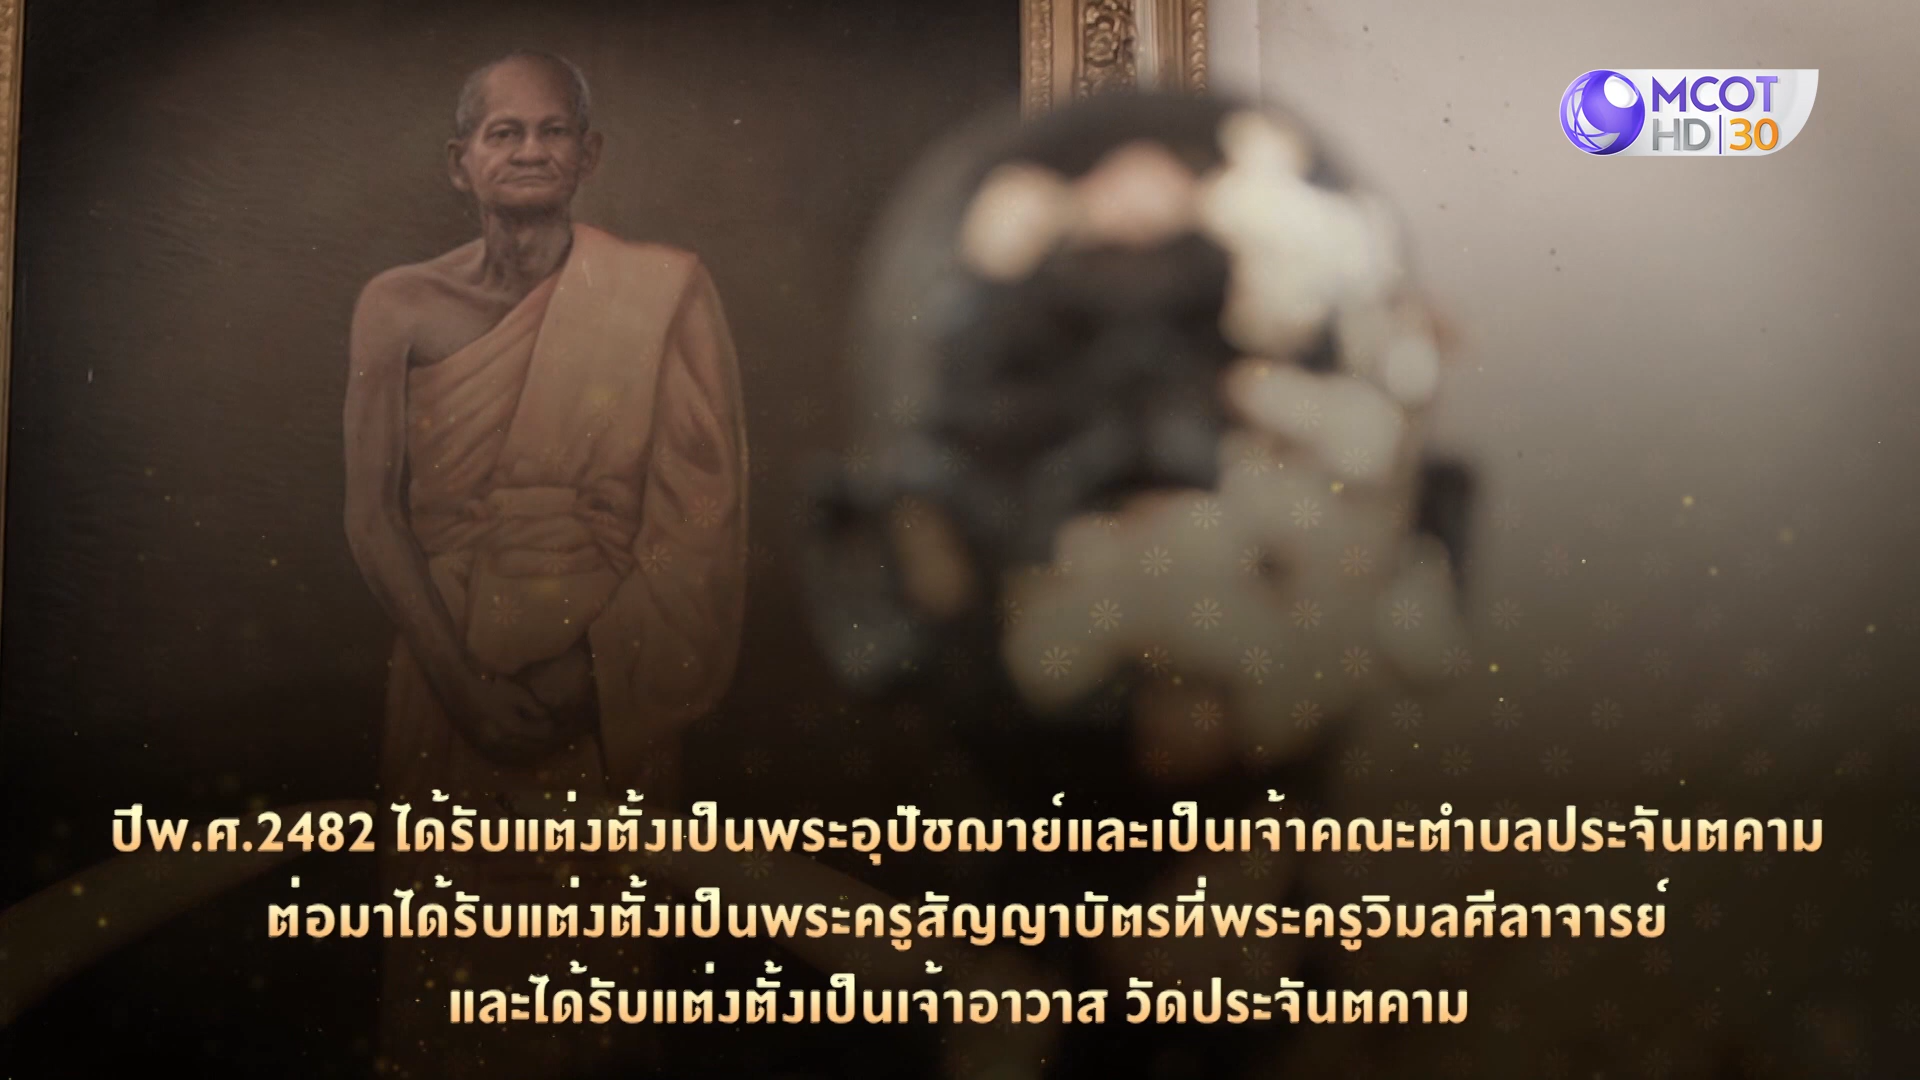 MCOT
HD 30
ปีพ.ศ.2482 ได้รับแต่งตั้งเป็นพระอุปัชฌาย์และเป็นเจ้าคณะตำบลประจันตคาม
ต่อมาได้รับแต่งตั้งเป็นพระครูสัญญาบัตรที่พระครูวิมลศีลาจารย์
และได้รับแต่งตั้งเป็นเจ้าอาวาส วัดประจันตคาม